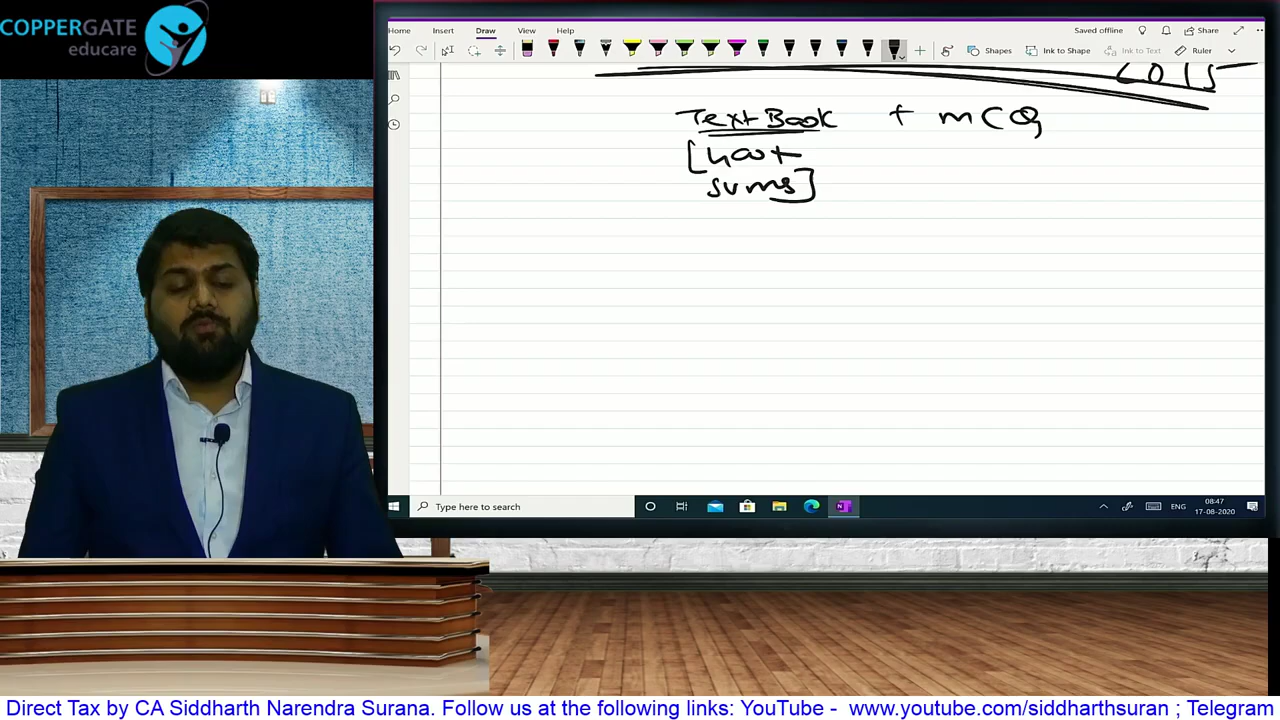 COPPERGATE
educare
Home Insert Draw View Help Saved offline Share
Shapes Ink to Shape Ink to Text Ruler
2015
TextBook + MCQ
sums]
Type here to search
ENG
08:47
17-08-2020
Direct Tax by CA Siddharth Narendra Surana. Follow us at the following links: YouTube - www.youtube.com/siddharthsuran ; Telegram